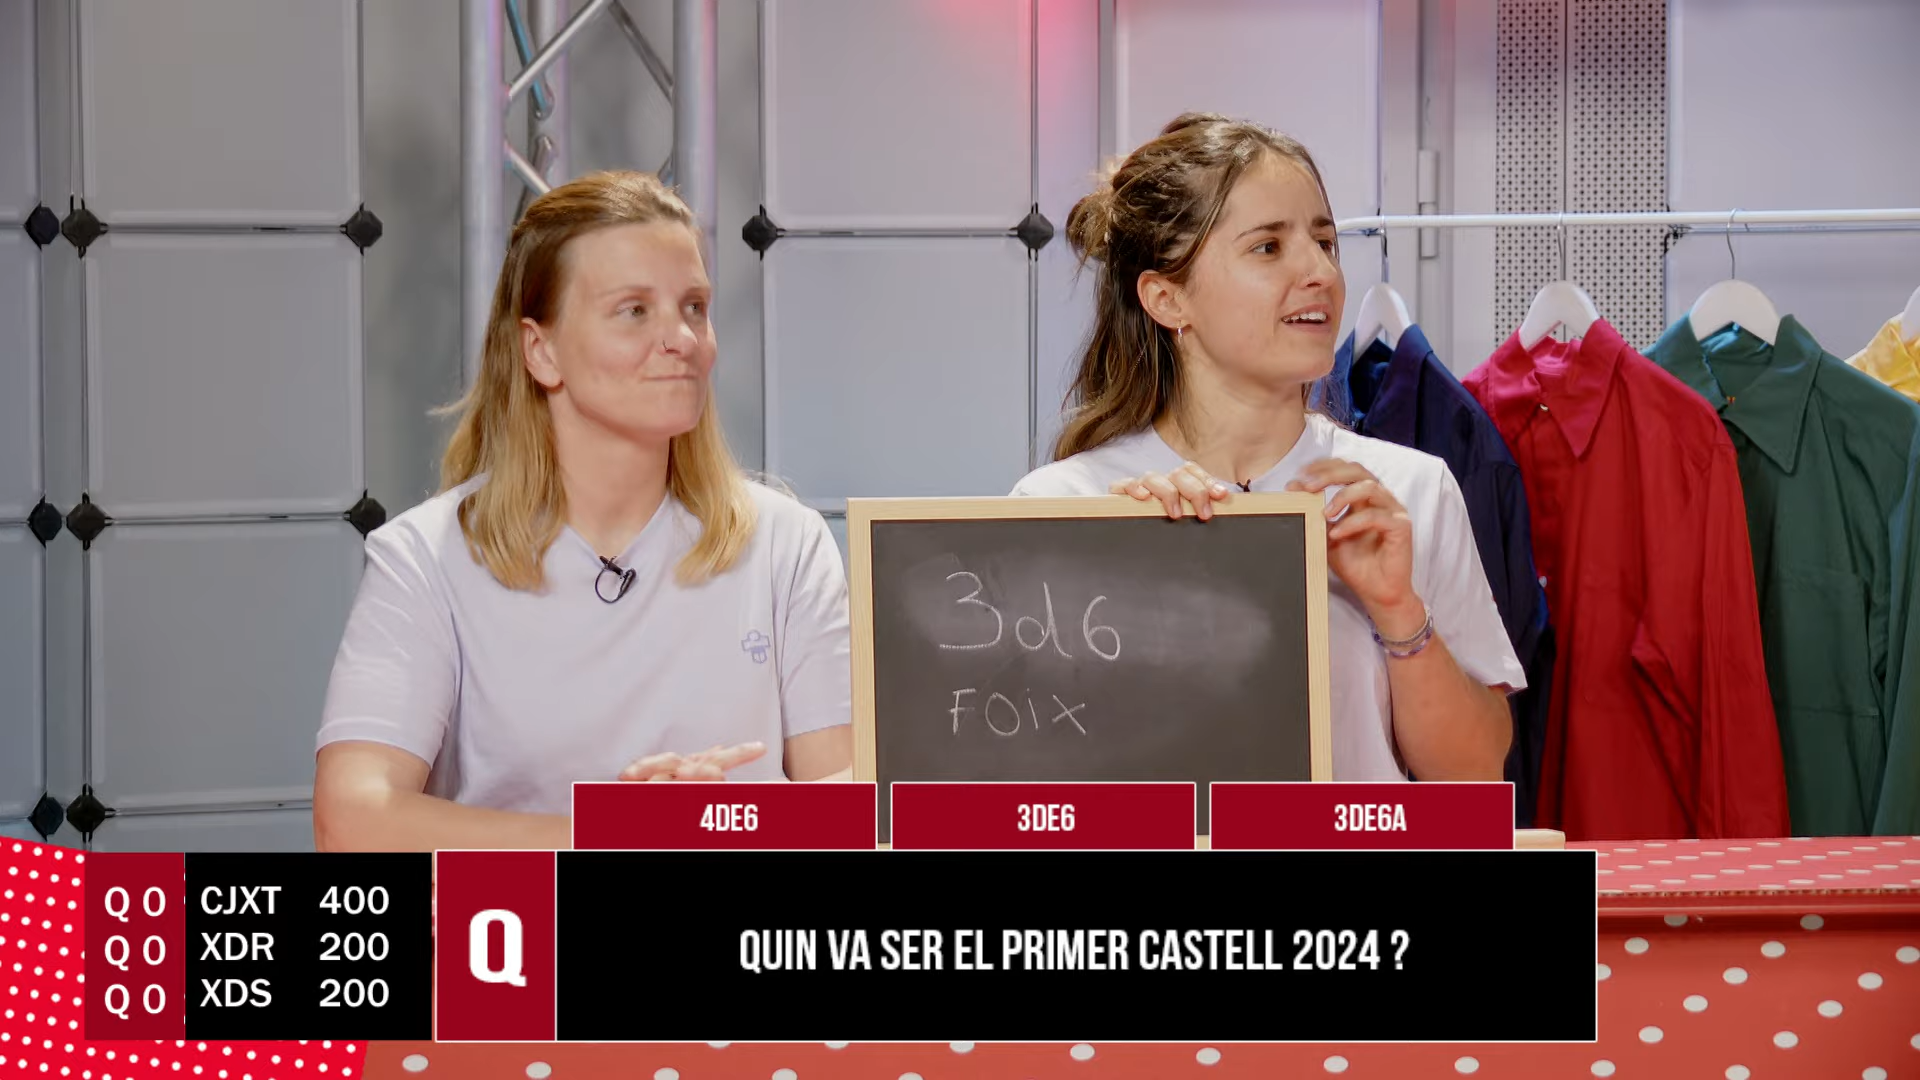 3d6
FOix
4DE6
3DE6
3DE6A
Q 0 CJXT 400
Q 0 XDR 200
Q 0 XDS 200
Q
QUIN VA SER EL PRIMER CASTELL 2024 ?